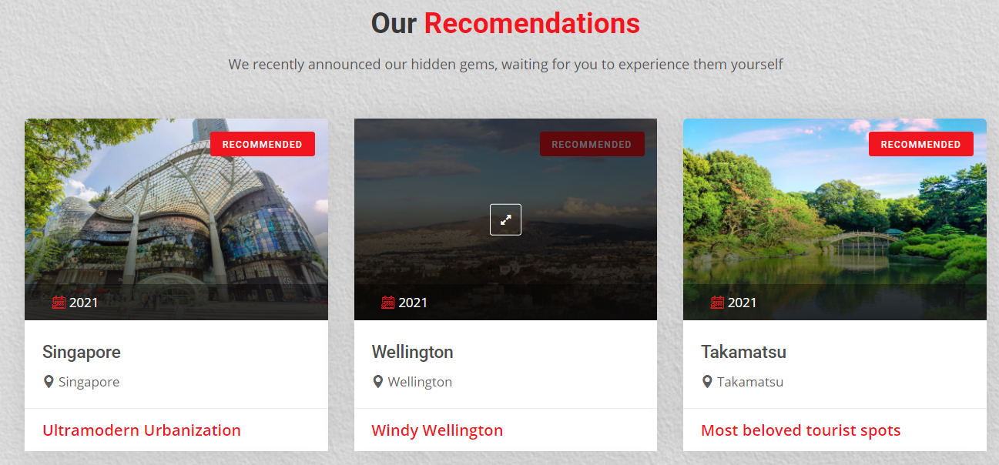 Our Recomendations
We recently announced our hidden gems, waiting for you to experience them yourself
RECOMMENDED
2021
Singapore
Singapore
Ultramodern Urbanization
RECOMMENDED
2021
Wellington
Wellington
Windy Wellington
RECOMMENDED
2021
Takamatsu
Takamatsu
Most beloved tourist spots